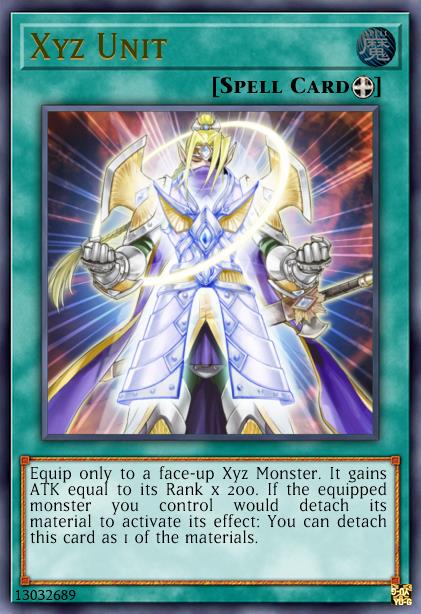 Xyz Unit
[Spell Card]
Equip only to a face-up Xyz Monster. It gains
ATK equal to its Rank x 200. If the equipped
monster you control would detach its
material to activate its effect: You can detach
this card as 1 of the materials.
13032689